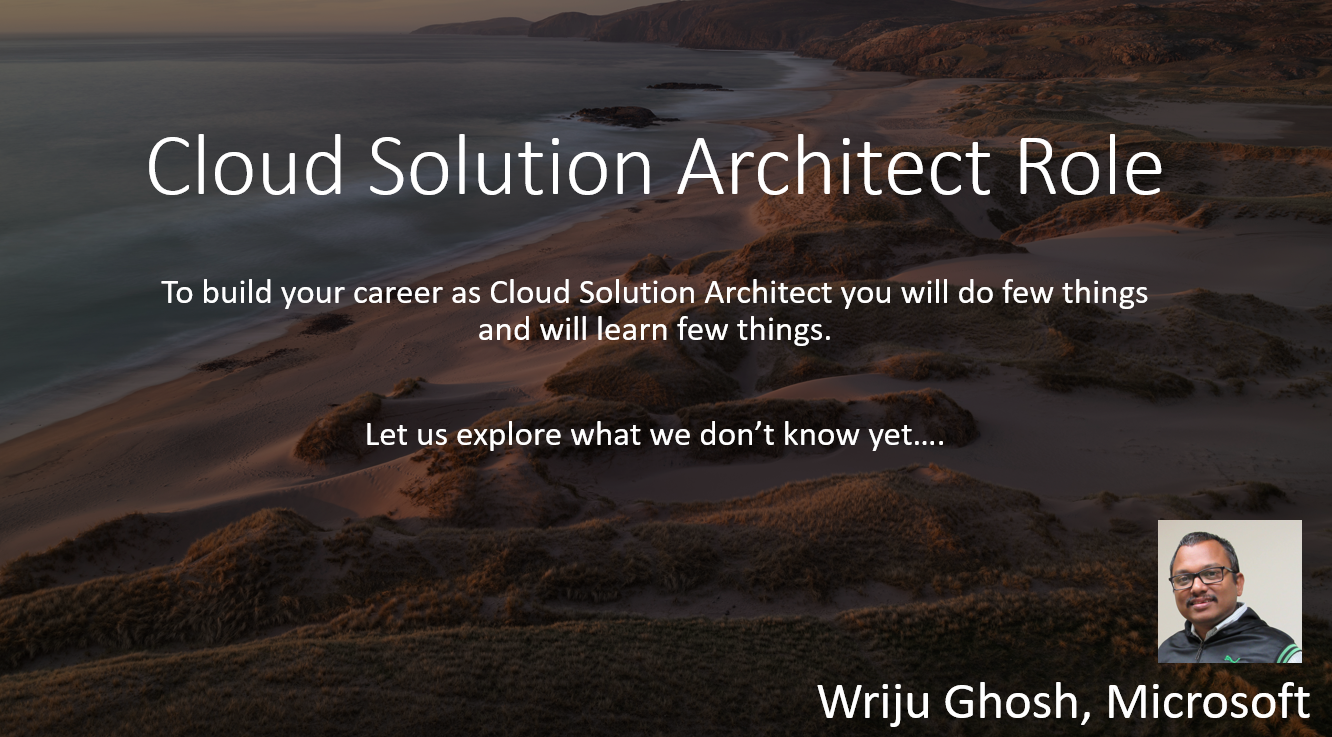 Cloud Solution Architect Role
To build your career as Cloud Solution Architect you will do few things
and will learn few things.
Let us explore what we don’t know yet….
Wriju Ghosh, Microsoft